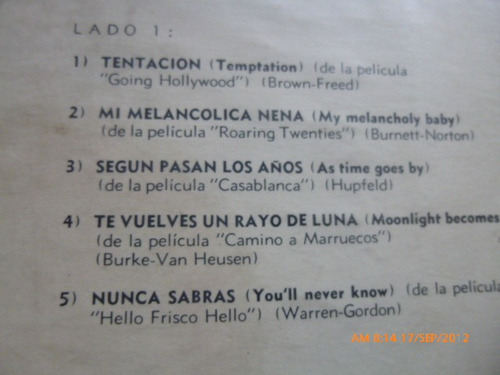 LADO 1:
1) TENTACION (Temptation) (de la película
"Going Hollywood") (Brown-Freed)
2) MI MELANCOLICA NENA (My melancholy baby)
(de la película "Roaring Twenties") (Burnett-Norton)
3) SEGUN PASAN LOS AÑOS (As time goes by)
(de la película "Casablanca") (Hupfeld)
4) TE VUELVES UN RAYO DE LUNA (Moonlight becomes
(de la película "Camino a Marruecos")
(Burke-Van Heusen)
5) NUNCA SABRAS (You'll never know) (de la película
"Hello Frisco Hello") (Warren-Gordon)
AM 8:14 17/SEP/2012